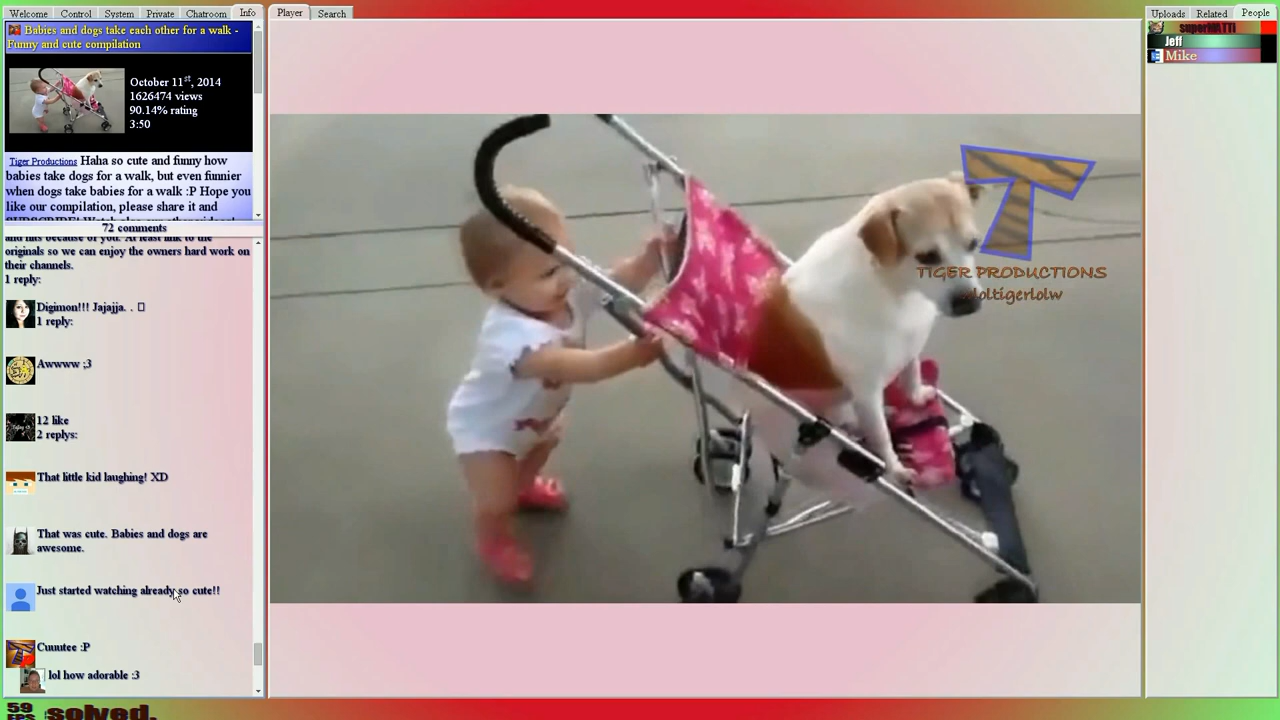 Welcome Control System Private Chatroom Info
Player Search
Uploads Related People
Babies and dogs take each other for a walk -
Funny and cute compilation
October 11st, 2014
1626474 views
90.14% rating
3:50
Tiger Productions Haha so cute and funny how
babies take dogs for a walk, but even funnier
when dogs take babies for a walk :P Hope you
like our compilation, please share it and
72 comments
originals so we can enjoy the owners hard work on
their channels.
1 reply:
Digimon!!! Jajajja. . 
1 reply:
Awwww ;3
12 like
2 replys:
That little kid laughing! XD
That was cute. Babies and dogs are
awesome.
Just started watching already so cute!!
Cuuutee :P
lol how adorable :3
T
TIGER PRODUCTIONS
superHATTi
Jeff
Mike
59
solved.